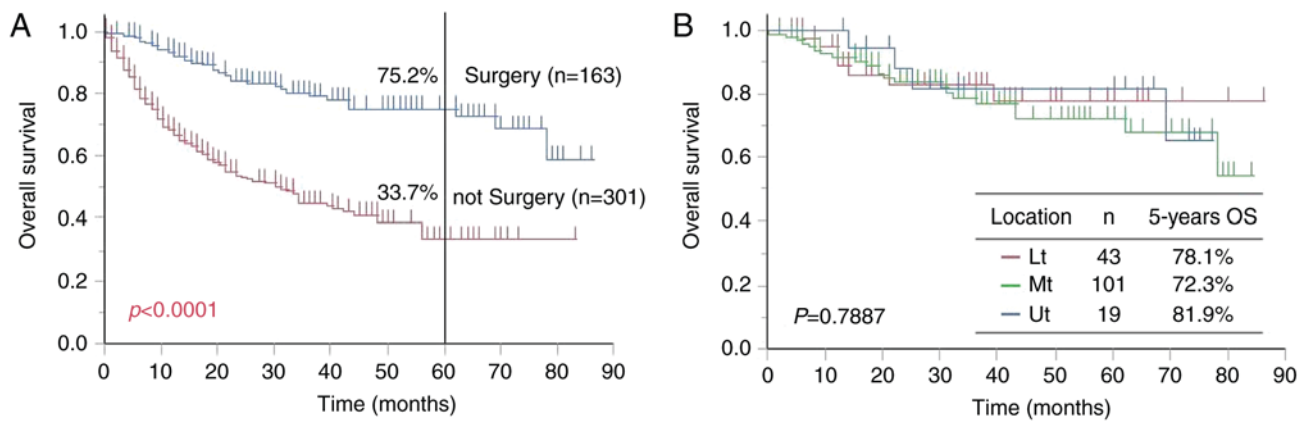 A
1.0
0.8
0.6
0.4
0.2
0.0
Overall survival
75.2%
Surgery (n=163)
33.7%
not Surgery (n=301)
p<0.0001
0 10 20 30 40 50 60 70 80 90
Time (months)
B
1.0
0.8
0.6
0.4
0.2
0.0
Overall survival
Location n 5-years OS
Lt 43 78.1%
Mt 101 72.3%
Ut 19 81.9%
P=0.7887
0 10 20 30 40 50 60 70 80 90
Time (months)